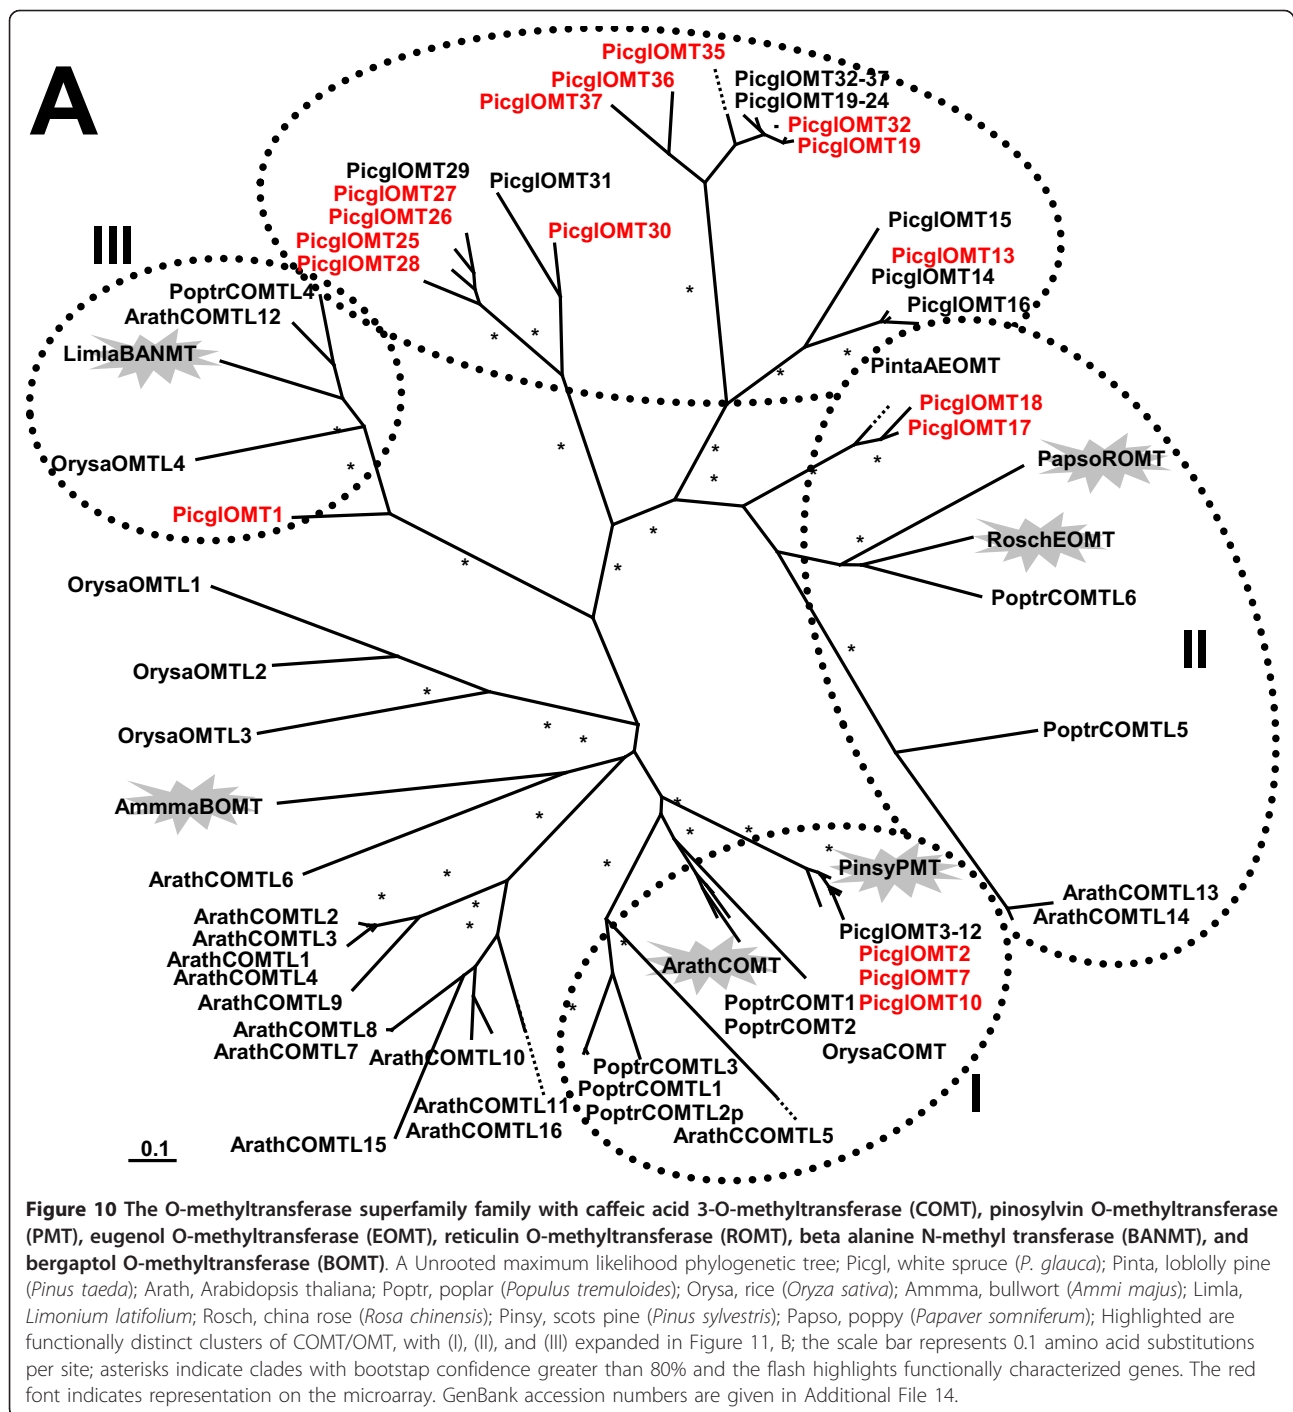 A
PicglOMT35
PicglOMT36
PicglOMT37
PicglOMT32-37
PicglOMT19-24
PicglOMT32
PicglOMT19
PicglOMT29
PicglOMT27
PicglOMT26
PicglOMT25
PicglOMT28
PicglOMT31
PicglOMT30
PicglOMT15
PicglOMT13
PicglOMT14
PicglOMT16
III
PoptrCOMTL4
ArathCOMTL12
LimlaBANMT
OrysaOMTL4
PicglOMT1
PintaAEOMT
PicglOMT18
PicglOMT17
PapsoROMT
RoschEOMT
PoptrCOMTL6
II
PoptrCOMTL5
ArathCOMTL13
ArathCOMTL14
OrysaOMTL1
OrysaOMTL2
OrysaOMTL3
AmmmaBOMT
ArathCOMTL6
ArathCOMTL2
ArathCOMTL3
ArathCOMTL1
ArathCOMTL4
ArathCOMTL9
ArathCOMTL8
ArathCOMTL7
ArathCOMTL10
ArathCOMTL11
ArathCOMTL16
ArathCOMTL15
PinsyPMT
PicglOMT3-12
PicglOMT2
PicglOMT7
PicglOMT10
ArathCOMT
PoptrCOMT1
PoptrCOMT2
OrysaCOMT
I
PoptrCOMTL3
PoptrCOMTL1
PoptrCOMTL2p
ArathCCOMTL5
0.1
Figure 10 The O-methyltransferase superfamily family with caffeic acid 3-O-methyltransferase (COMT), pinosylvin O-methyltransferase
(PMT), eugenol O-methyltransferase (EOMT), reticulin O-methyltransferase (ROMT), beta alanine N-methyl transferase (BANMT), and
bergaptol O-methyltransferase (BOMT). A Unrooted maximum likelihood phylogenetic tree; Picgl, white spruce (P. glauca); Pinta, loblolly pine
(Pinus taeda); Arath, Arabidopsis thaliana; Poptr, poplar (Populus tremuloides); Orysa, rice (Oryza sativa); Ammma, bullwort (Ammi majus); Limla,
Limonium latifolium; Rosch, china rose (Rosa chinensis); Pinsy, scots pine (Pinus sylvestris); Papso, poppy (Papaver somniferum); Highlighted are
functionally distinct clusters of COMT/OMT, with (I), (II), and (III) expanded in Figure 11, B; the scale bar represents 0.1 amino acid substitutions
per site; asterisks indicate clades with bootstap confidence greater than 80% and the flash highlights functionally characterized genes. The red
font indicates representation on the microarray. GenBank accession numbers are given in Additional File 14.